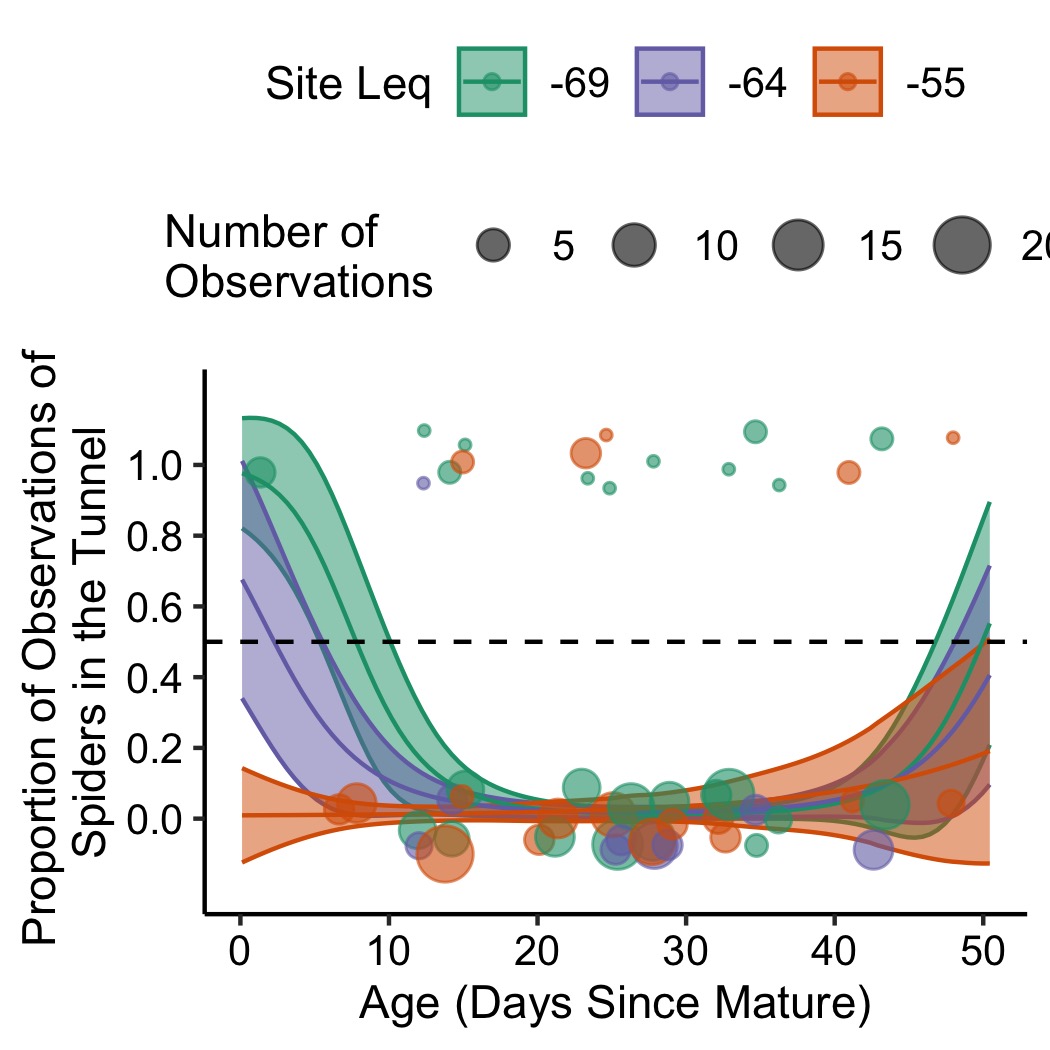 Site Leq -69 -64 -55
Number of
Observations
5 10 15
Proportion of Observations of
Spiders in the Tunnel
1.0
0.8
0.6
0.4
0.2
0.0
0 10 20 30 40 50
Age (Days Since Mature)